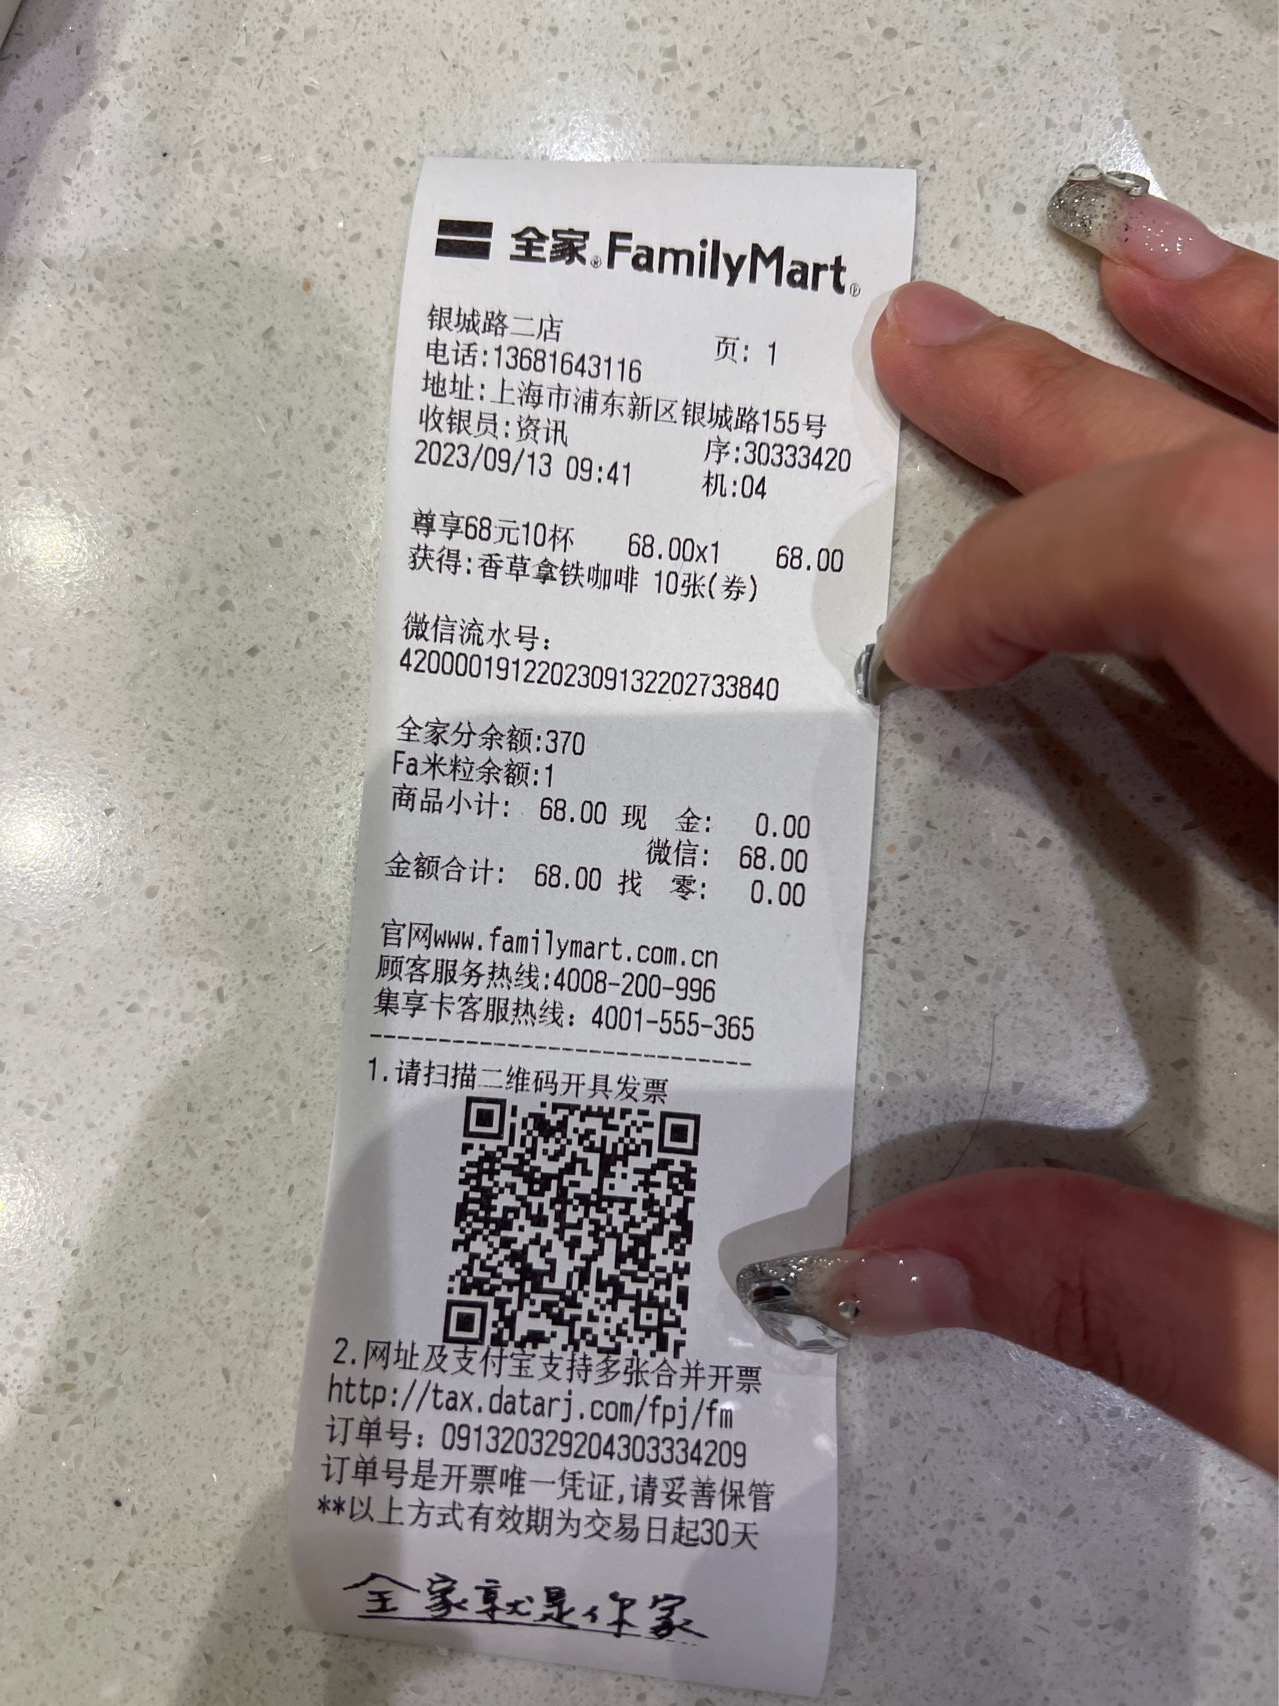 全家® FamilyMart®
银城路二店 页: 1
电话:13681643116
地址:上海市浦东新区银城路155号
收银员:资讯 序:30333420
2023/09/13 09:41 机:04
尊享68元10杯 68.00x1 68.00
获得:香草拿铁咖啡 10张(券)
微信流水号:
4200001912202309132202733840
全家分余额:370
Fa米粒余额:1
商品小计: 68.00 现 金: 0.00
微信: 68.00
金额合计: 68.00 找 零: 0.00
官网www.familymart.com.cn
顾客服务热线:4008-200-996
集享卡客服热线: 4001-555-365
--------------------------------
1.请扫描二维码开具发票
2.网址及支付宝支持多张合并开票
http://tax.datarj.com/fpj/fm
订单号: 091320329204303334209
订单号是开票唯一凭证,请妥善保管
**以上方式有效期为交易日起30天
全家就是你家